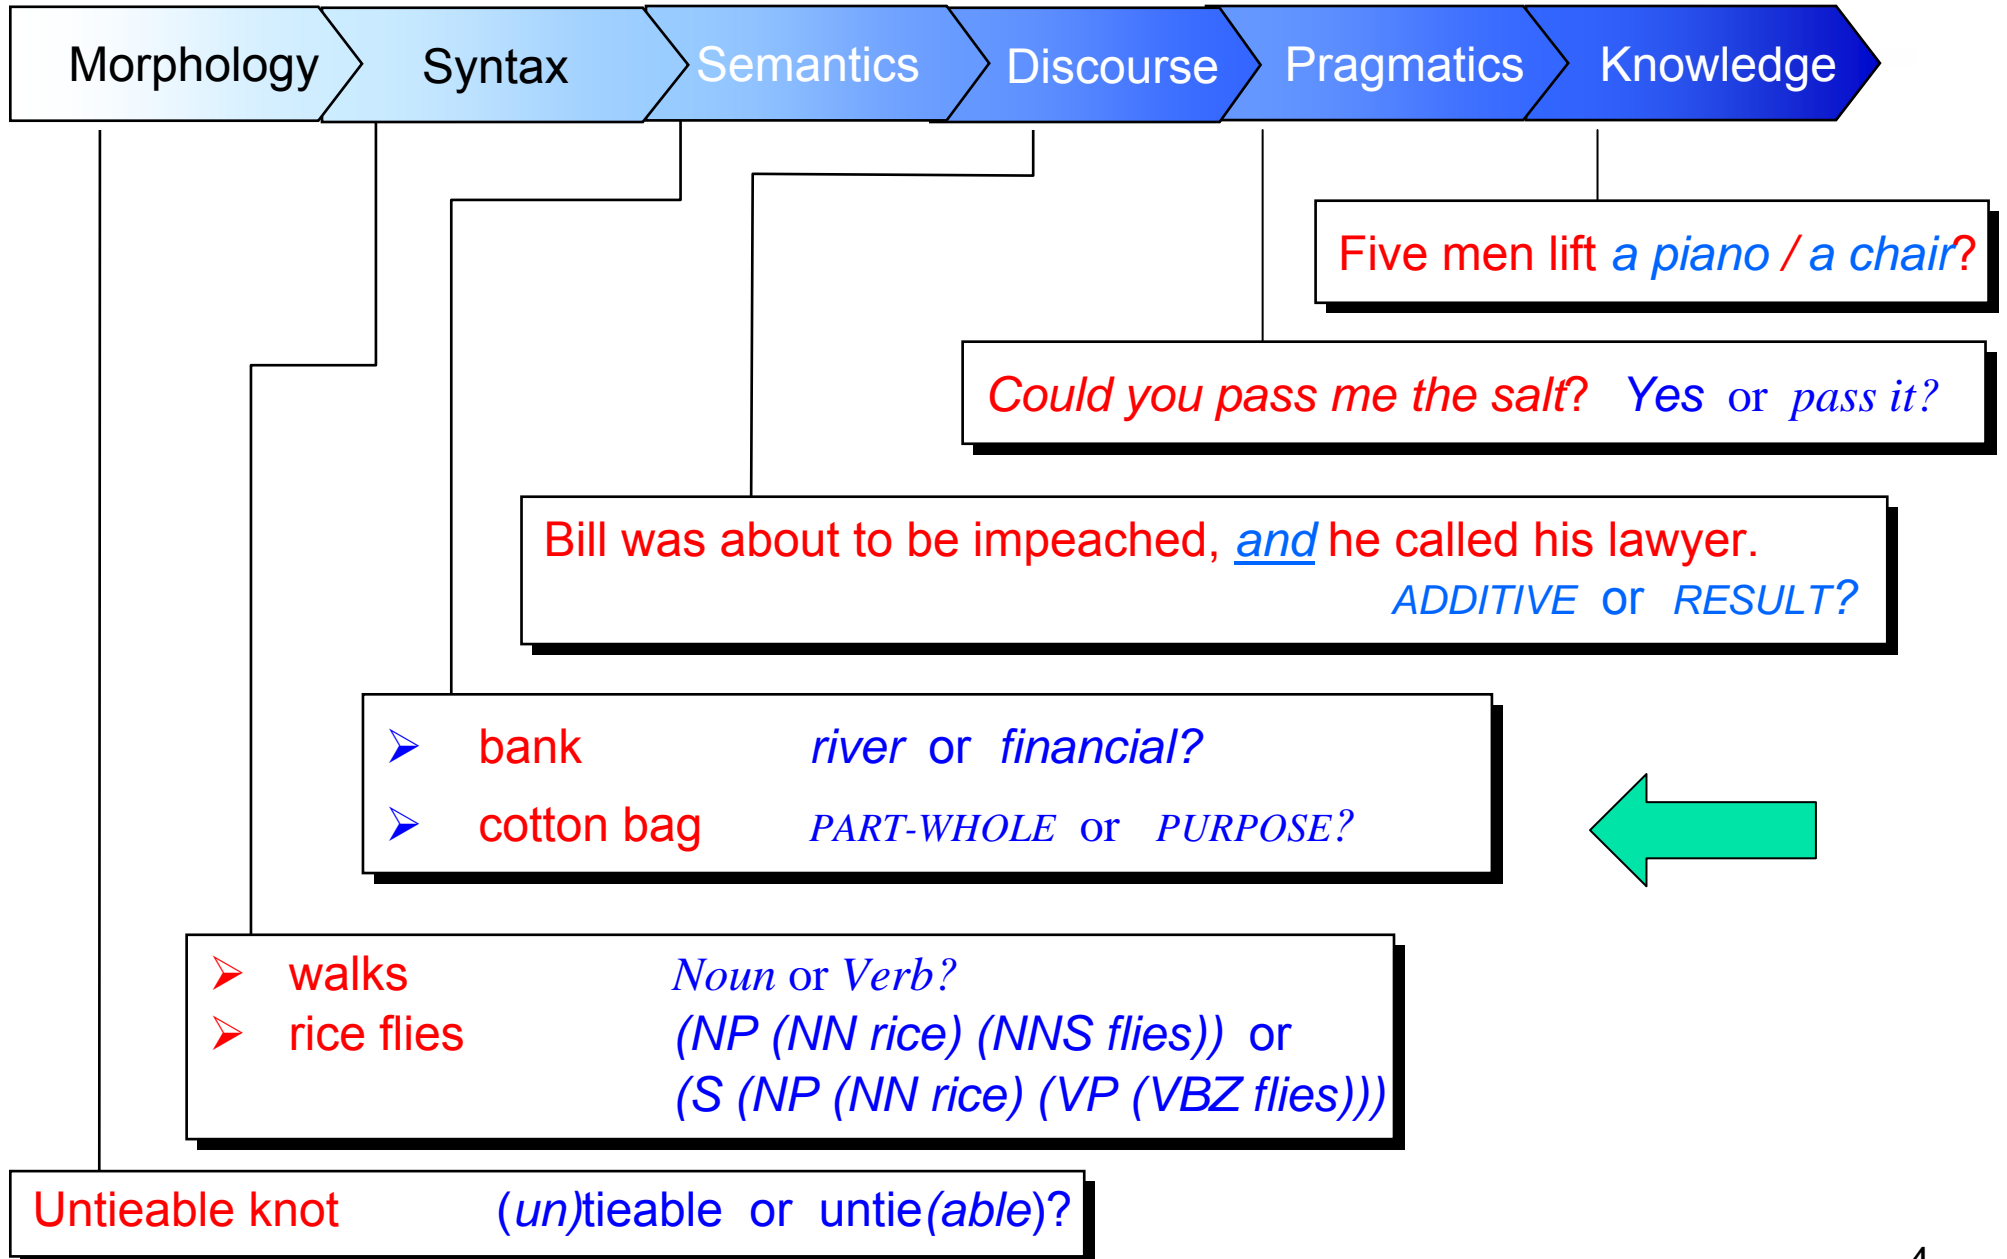 Morphology Syntax Semantics Discourse Pragmatics Knowledge
Five men lift a piano / a chair?
Could you pass me the salt? Yes or pass it?
Bill was about to be impeached, and he called his lawyer.
ADDITIVE or RESULT?
➢ bank river or financial?
➢ cotton bag PART-WHOLE or PURPOSE?
➢ walks Noun or Verb?
➢ rice flies (NP (NN rice) (NNS flies)) or
(S (NP (NN rice) (VP (VBZ flies)))
Untieable knot (un)tieable or untie(able)?